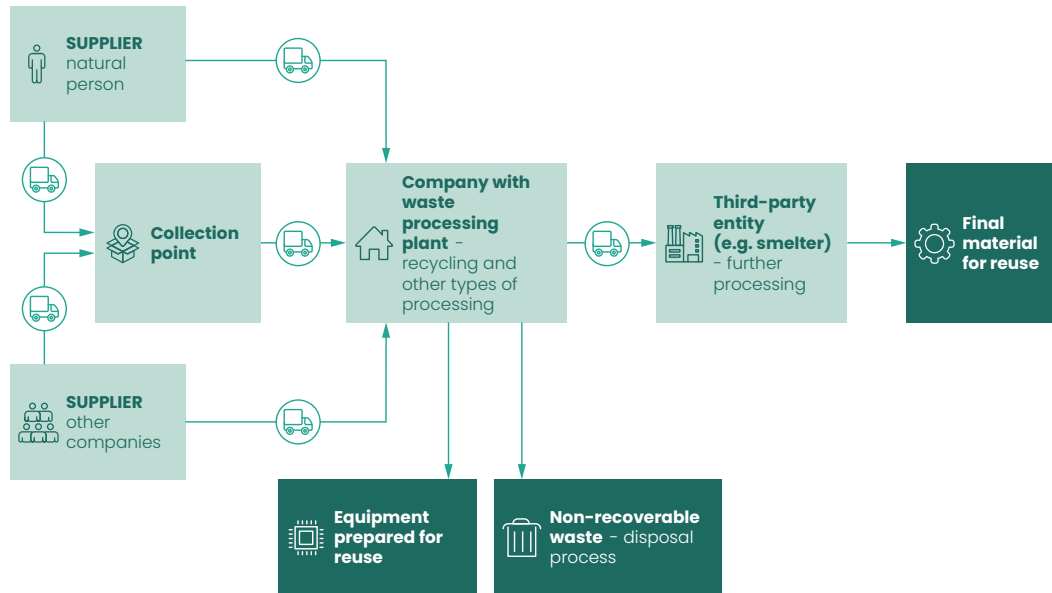 SUPPLIER
natural
person
Collection
point
Company with
waste
processing
plant -
recycling and
other types of
processing
Third-party
entity
(e.g. smelter)
- further
processing
Final
material
for reuse
SUPPLIER
other
companies
Equipment
prepared for
reuse
Non-recoverable
waste - disposal
process